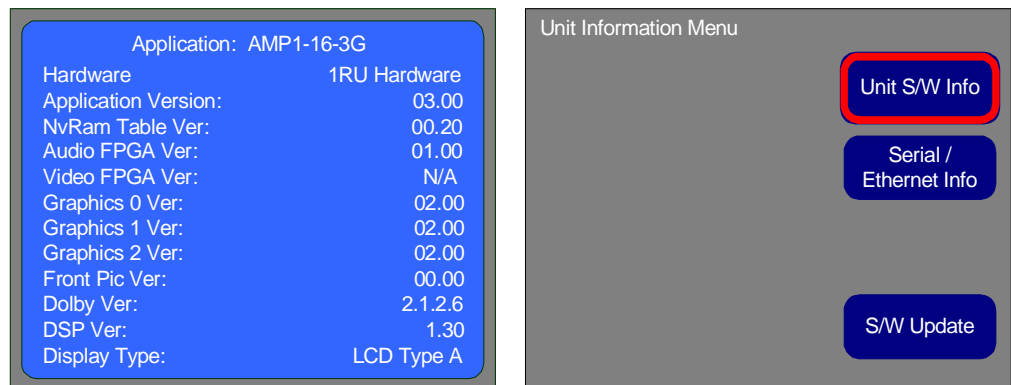 Application: AMP1-16-3G
Hardware 1RU Hardware
Application Version: 03.00
NvRam Table Ver: 00.20
Audio FPGA Ver: 01.00
Video FPGA Ver: N/A
Graphics 0 Ver: 02.00
Graphics 1 Ver: 02.00
Graphics 2 Ver: 02.00
Front Pic Ver: 00.00
Dolby Ver: 2.1.2.6
DSP Ver: 1.30
Display Type: LCD Type A
Unit Information Menu
Unit S/W Info
Serial /
Ethernet Info
S/W Update